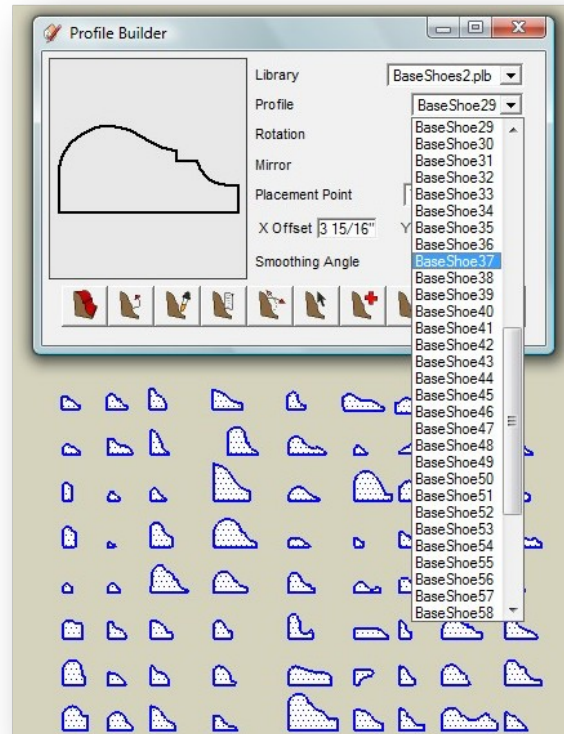 Profile Builder
Library
BaseShoes2.plb
Profile
BaseShoe29
Rotation
Mirror
Placement Point
X Offset
3 15/16"
Y
Smoothing Angle
BaseShoe29
BaseShoe30
BaseShoe31
BaseShoe32
BaseShoe33
BaseShoe34
BaseShoe35
BaseShoe36
BaseShoe37
BaseShoe38
BaseShoe39
BaseShoe40
BaseShoe41
BaseShoe42
BaseShoe43
BaseShoe44
BaseShoe45
BaseShoe46
BaseShoe47
BaseShoe48
BaseShoe49
BaseShoe50
BaseShoe51
BaseShoe52
BaseShoe53
BaseShoe54
BaseShoe55
BaseShoe56
BaseShoe57
BaseShoe58